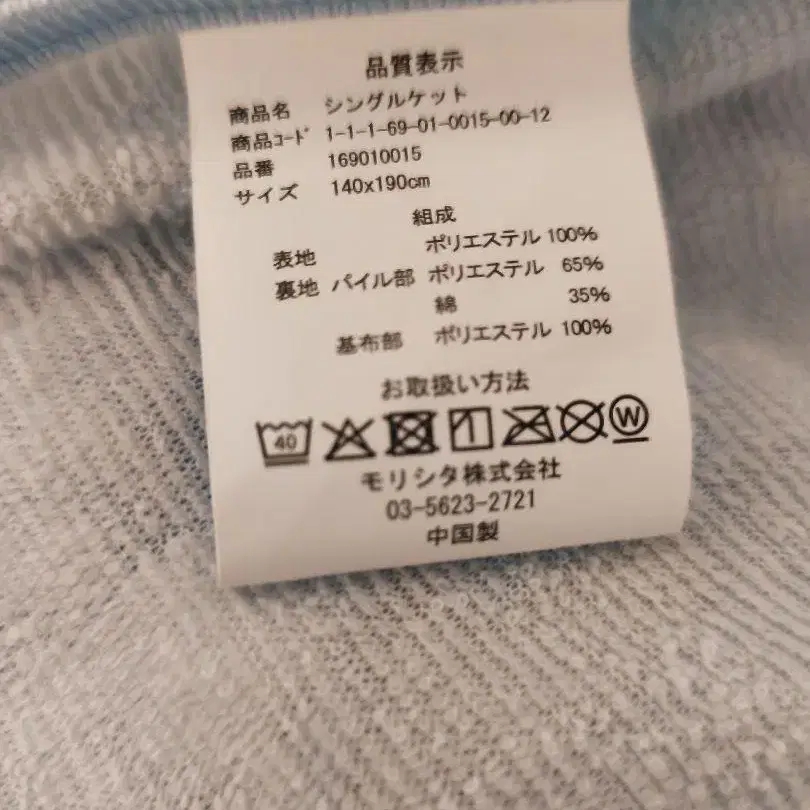 品質表示
商品名 シングルケット
商品ｺｰﾄﾞ 1-1-1-69-01-0015-00-12
品番 169010015
サイズ 140x190cm
組成
表地 ポリエステル 100%
裏地 パイル部 ポリエステル 65%
綿 35%
基布部 ポリエステル 100%
お取扱い方法
40 W
モリシタ株式会社
03-5623-2721
中国製